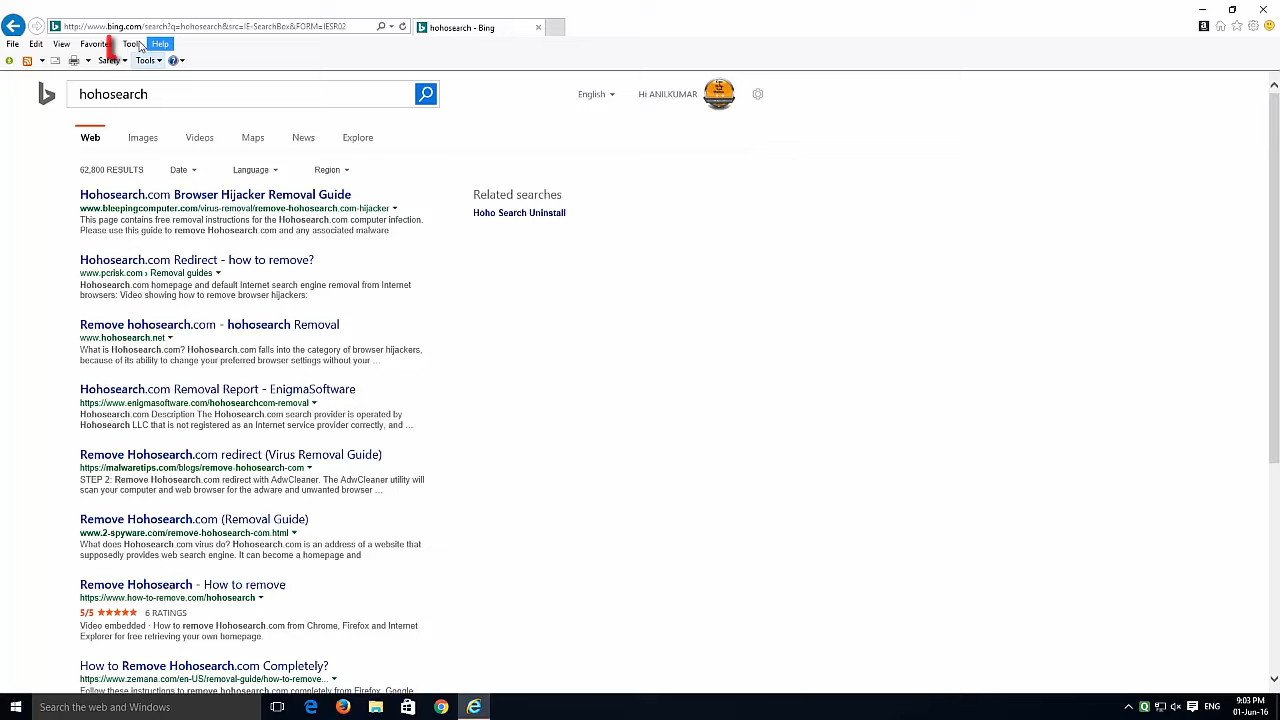 http://www.bing.com/search?q=hohosearch&src=IE-SearchBox&FORM=IESR02
hohosearch - Bing
File Edit View Favorites Tools Help
Safety Tools
hohosearch
English Hi ANILKUMAR
Web Images Videos Maps News Explore
62,800 RESULTS Date Language Region
Hohosearch.com Browser Hijacker Removal Guide
www.bleepingcomputer.com/virus-removal/remove-hohosearch.com-hijacker
This page contains free removal instructions for the Hohosearch.com computer infection.
Please use this guide to remove Hohosearch.com and any associated malware
Related searches
Hoho Search Uninstall
Hohosearch.com Redirect - how to remove?
www.pcrisk.com › Removal guides
Hohosearch.com homepage and default Internet search engine removal from Internet
browsers: Video showing how to remove browser hijackers:
Remove hohosearch.com - hohosearch Removal
www.hohosearch.net
What is Hohosearch.com? Hohosearch.com falls into the category of browser hijackers,
because of its ability to change your preferred browser settings without your ...
Hohosearch.com Removal Report - EnigmaSoftware
https://www.enigmasoftware.com/hohosearchcom-removal
Hohosearch.com Description The Hohosearch.com search provider is operated by
Hohosearch LLC that is not registered as an Internet service provider correctly, and ...
Remove Hohosearch.com redirect (Virus Removal Guide)
https://malwaretips.com/blogs/remove-hohosearch-com
STEP 2: Remove Hohosearch.com redirect with AdwCleaner. The AdwCleaner utility will
scan your computer and web browser for the adware and unwanted browser ...
Remove Hohosearch.com (Removal Guide)
www.2-spyware.com/remove-hohosearch-com.html
What does Hohosearch.com virus do? Hohosearch.com is an address of a website that
supposedly provides web search engine. It can become a homepage and
Remove Hohosearch - How to remove
https://www.how-to-remove.com/hohosearch
5/5 6 RATINGS
Video embedded · How to remove Hohosearch.com from Chrome, Firefox and Internet
Explorer for free retrieving your own homepage.
How to Remove Hohosearch.com Completely?
https://www.zemana.com/en-US/removal-guide/how-to-remove...
Follow these instructions to remove hohosearch.com completely from Firefox, Google
Search the web and Windows
ENG
9:03 PM
01-Jun-16